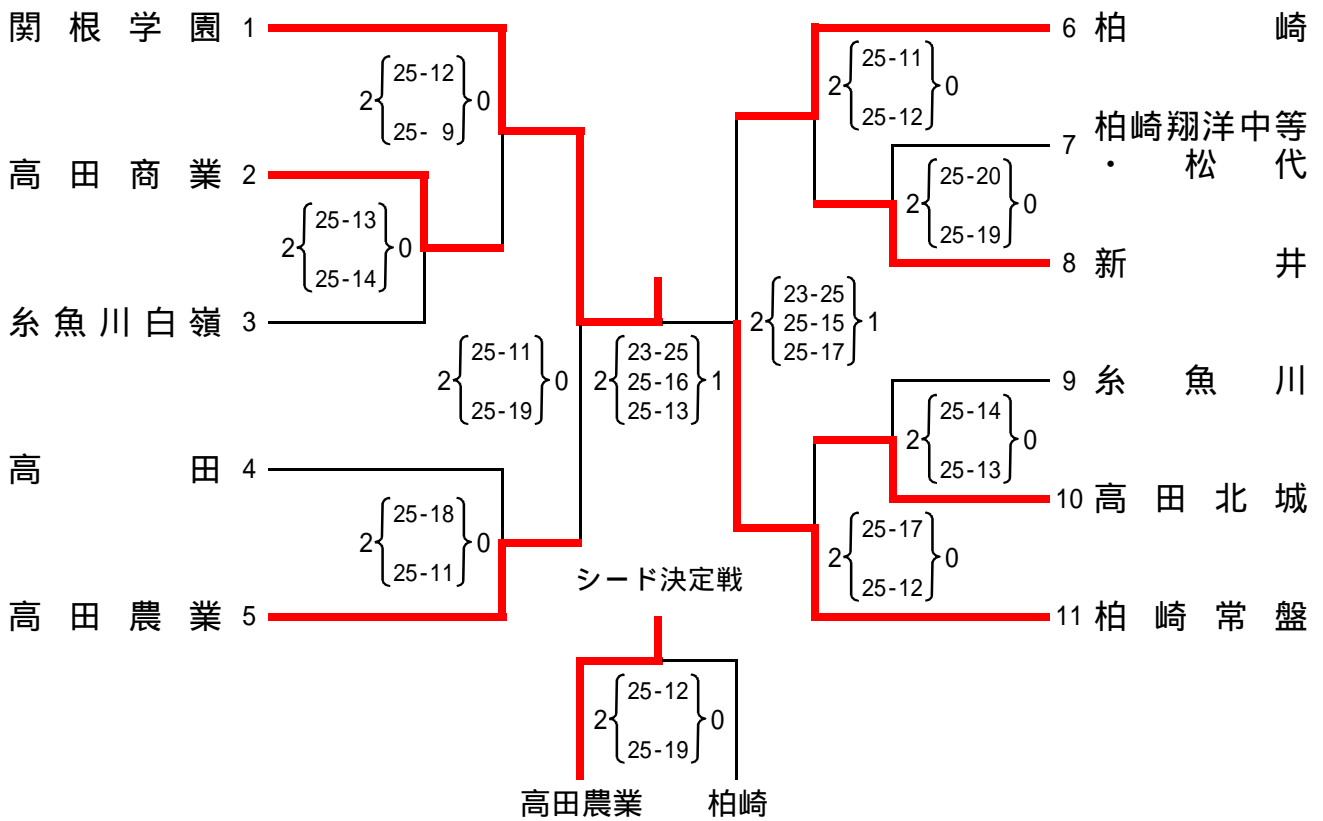 関根学園 1
2 25-12 0
25- 9
高田商業 2
2 25-13 0
25-14
糸魚川白嶺 3
2 25-11 0
25-19
高田 4
2 25-18 0
25-11
高田農業 5
2 23-25 1
25-16
25-13
6 柏崎
2 25-11 0
25-12
7 柏崎翔洋中等
・松代
2 25-20 0
25-19
8 新井
2 23-25 1
25-15
25-17
9 糸魚川
2 25-14 0
25-13
10 高田北城
2 25-17 0
25-12
11 柏崎常盤
シード決定戦
2 25-12 0
25-19
高田農業 柏崎